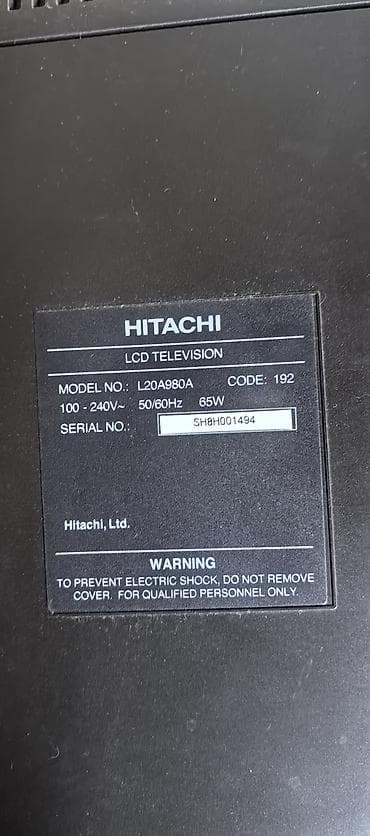 HITACHI
LCD TELEVISION
MODEL NO.: L20A980A CODE: 192
100 - 240V~ 50/60Hz 65W
SERIAL NO.: SH8H001494
Hitachi, Ltd.
WARNING
TO PREVENT ELECTRIC SHOCK, DO NOT REMOVE
COVER. FOR QUALIFIED PERSONNEL ONLY.